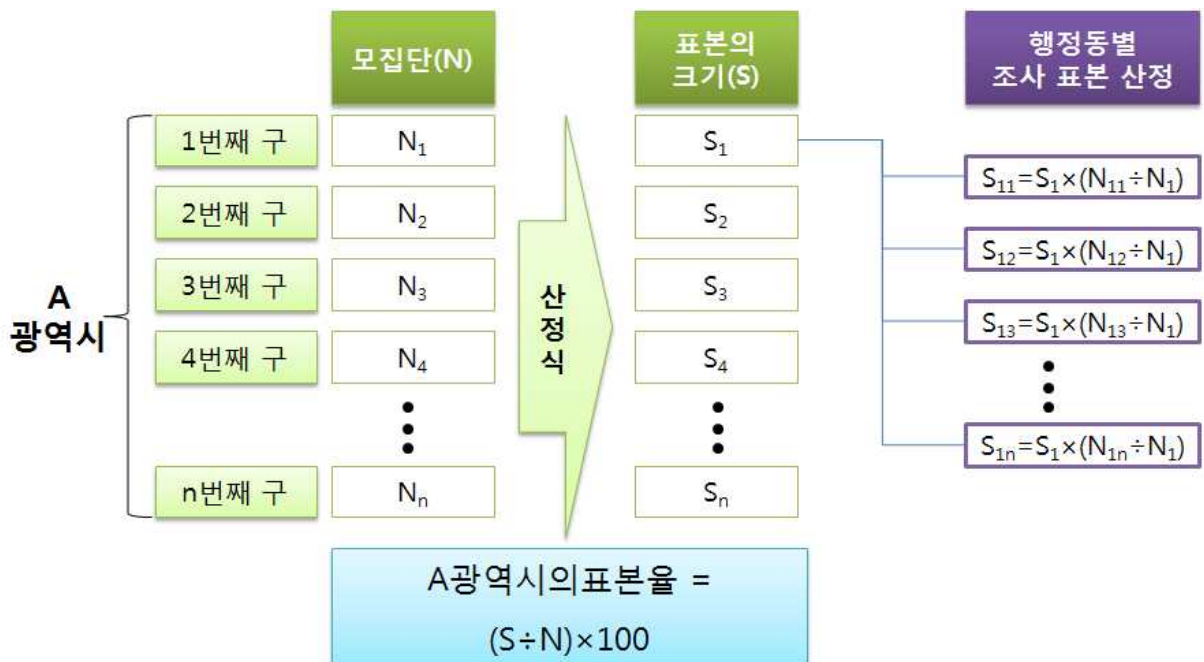 모집단(N)
표본의
크기(S)
행정동별
조사 표본 산정
A
광역시
1번째 구
N₁
S₁
2번째 구
N₂
S₂
3번째 구
N₃
S₃
4번째 구
N₄
S₄
n번째 구
Nₙ
Sₙ
산
정
식
S₁₁=S₁×(N₁₁÷N₁)
S₁₂=S₁×(N₁₂÷N₁)
S₁₃=S₁×(N₁₃÷N₁)
S₁ₙ=S₁×(N₁ₙ÷N₁)
A광역시의표본율 =
(S÷N)×100